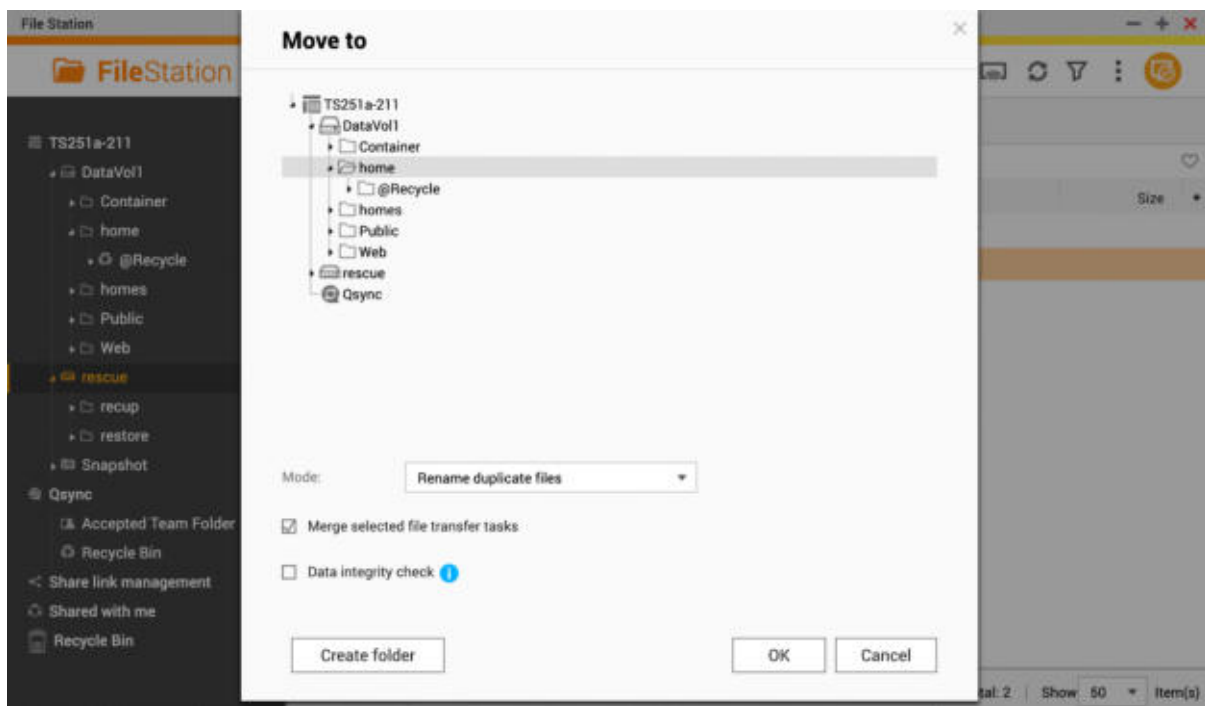 File Station
FileStation
TS251a-211
DataVol1
Container
home
@Recycle
homes
Public
Web
rescue
recup
restore
Snapshot
Qsync
Accepted Team Folder
Recycle Bin
Share link management
Shared with me
Recycle Bin
Move to
TS251a-211
DataVol1
Container
home
@Recycle
homes
Public
Web
rescue
Qsync
Mode: Rename duplicate files
Merge selected file transfer tasks
Data integrity check
Create folder OK Cancel
Size
tal: 2 Show 50 Item(s)